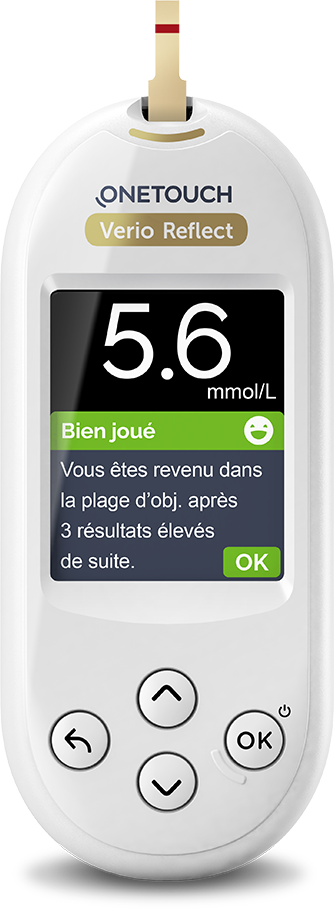 ONETOUCH
Verio Reflect
5.6
mmol/L
Bien joué
Vous êtes revenu dans
la plage d'obj. après
3 résultats élevés
de suite.
OK
OK